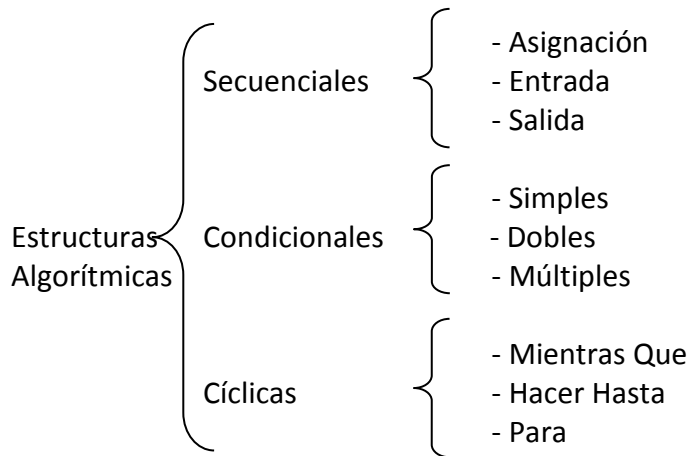 Estructuras
Algorítmicas
Secuenciales
- Asignación
- Entrada
- Salida
Condicionales
- Simples
- Dobles
- Múltiples
Cíclicas
- Mientras Que
- Hacer Hasta
- Para